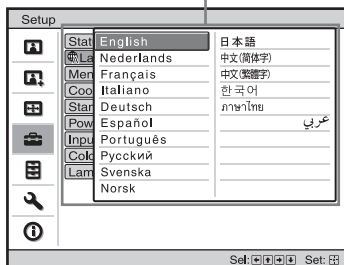 Setup
Stat
La
Men
Coo
Star
Pow
Inpu
Colo
Lam
English
Nederlands
Français
Italiano
Deutsch
Español
Português
Русский
Svenska
Norsk
日本語
中文(简体字)
中文(繁體字)
한국어
ภาษาไทย
عربي
Sel: Set: